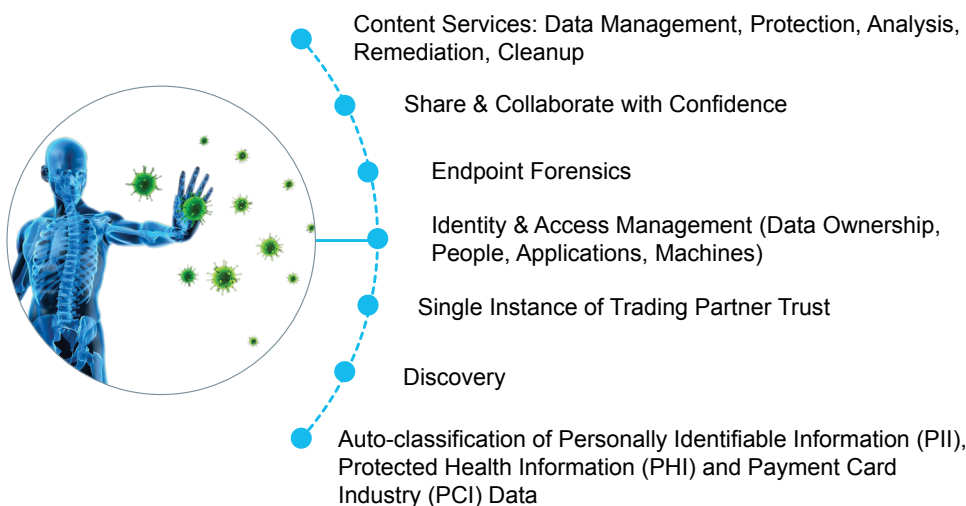 Content Services: Data Management, Protection, Analysis,
Remediation, Cleanup
Share & Collaborate with Confidence
Endpoint Forensics
Identity & Access Management (Data Ownership,
People, Applications, Machines)
Single Instance of Trading Partner Trust
Discovery
Auto-classification of Personally Identifiable Information (PII),
Protected Health Information (PHI) and Payment Card
Industry (PCI) Data